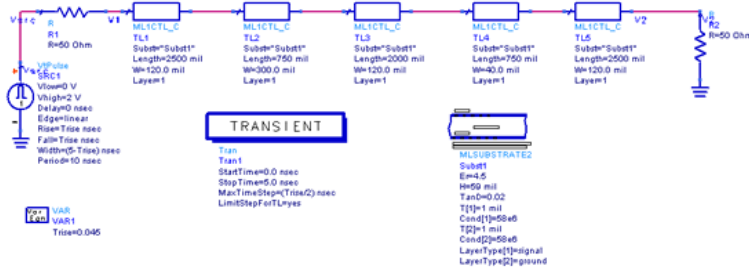 Vsrc
R
R1
R=50 Ohm
V1
ML1CTL_C
TL1
Subst="Subst1"
Length=2500 mil
W=120.0 mil
Layer=1
ML1CTL_C
TL2
Subst="Subst1"
Length=750 mil
W=300.0 mil
Layer=1
ML1CTL_C
TL3
Subst="Subst1"
Length=2000 mil
W=120.0 mil
Layer=1
ML1CTL_C
TL4
Subst="Subst1"
Length=750 mil
W=40.0 mil
Layer=1
ML1CTL_C
TL5
Subst="Subst1"
Length=2500 mil
W=120.0 mil
Layer=1
V2
R
R2
R=50 Ohm
VtPulse
SRC1
Vlow=0 V
Vhigh=2 V
Delay=0 nsec
Edge=linear
Rise=Trise nsec
Fall=Trise nsec
Width=(5-Trise) nsec
Period=10 nsec
TRANSIENT
Tran
Tran1
StartTime=0.0 nsec
StopTime=5.0 nsec
MaxTimeStep=(Trise/2) nsec
LimitStepForTL=yes
MLSUBSTRATE2
Subst1
Er=4.5
H=59 mil
TanD=0.02
T[1]=1 mil
Cond[1]=58e6
T[2]=1 mil
Cond[2]=58e6
LayerType[1]=signal
LayerType[2]=ground
Var
Eqn
VAR
VAR1
Trise=0.045